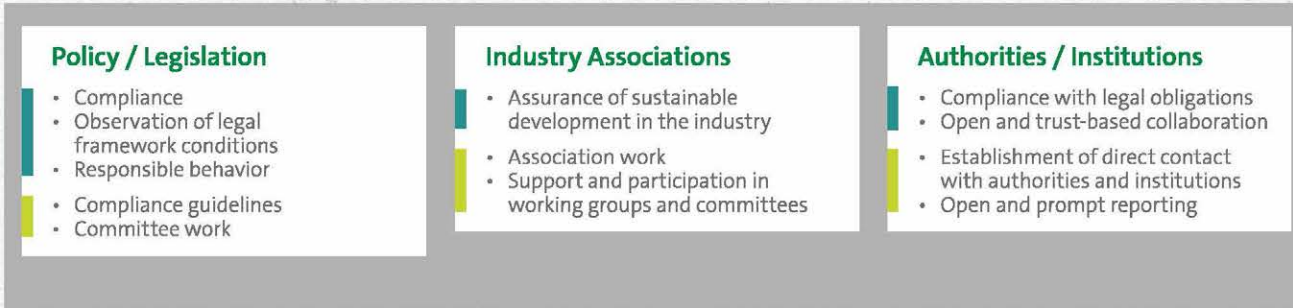 Policy / Legislation
• Compliance
• Observation of legal
framework conditions
• Responsible behavior
• Compliance guidelines
• Committee work
Industry Associations
• Assurance of sustainable
development in the industry
• Association work
• Support and participation in
working groups and committees
Authorities / Institutions
• Compliance with legal obligations
• Open and trust-based collaboration
• Establishment of direct contact
with authorities and institutions
• Open and prompt reporting